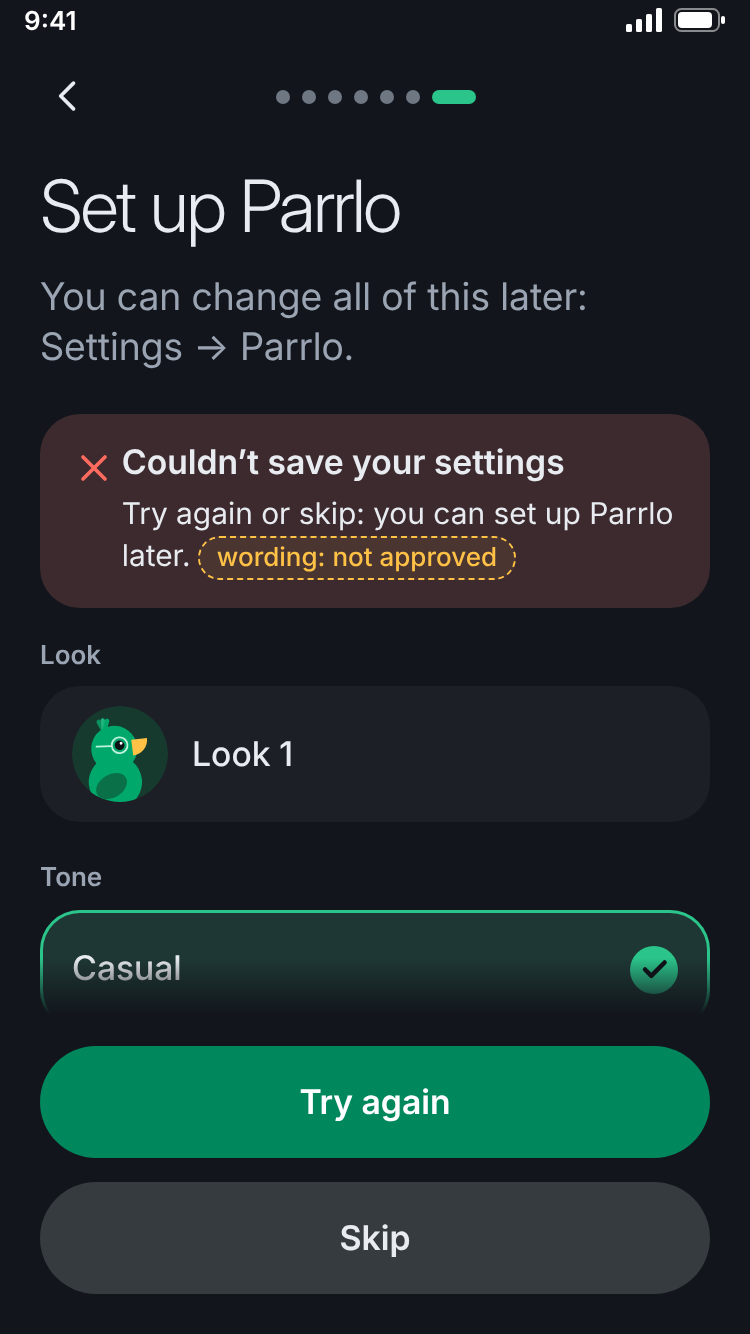 9:41
Set up Parrlo
You can change all of this later:
Settings → Parrlo.
Couldn’t save your settings
Try again or skip: you can set up Parrlo
later. wording: not approved
Look
Look 1
Tone
Casual
Try again
Skip